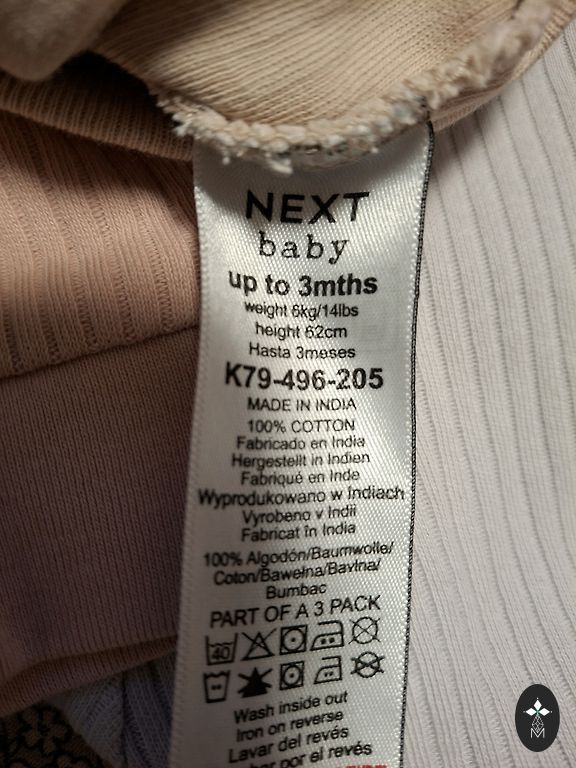 NEXT
baby
up to 3mths
weight 6kg/14lbs
height 62cm
Hasta 3meses
K79-496-205
MADE IN INDIA
100% COTTON
Fabricado en India
Hergestellt in Indien
Fabriqué en Inde
Wyprodukowano w Indiach
Vyrobeno v Indii
Fabricat în India
100% Algodón/Baumwolle/
Coton/Bawełna/Bavlna/
Bumbac
PART OF A 3 PACK
40
Wash inside out
Iron on reverse
Lavar del revés
por el revés
M